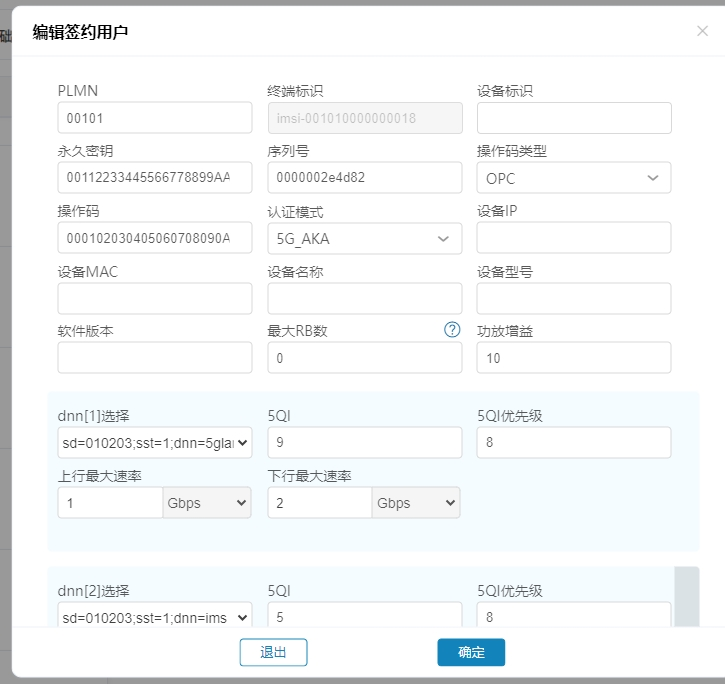 础
编辑签约用户
PLMN 终端标识 设备标识
00101 imsi-001010000000018
永久密钥 序列号 操作码类型
00112233445566778899AA 0000002e4d82 OPC
操作码 认证模式 设备IP
000102030405060708090A 5G_AKA
设备MAC 设备名称 设备型号
软件版本 最大RB数 ? 功放增益
0 10
dnn[1]选择 5QI 5QI优先级
sd=010203;sst=1;dnn=5glar 9 8
上行最大速率 下行最大速率
1 Gbps 2 Gbps
dnn[2]选择 5QI 5QI优先级
sd=010203;sst=1;dnn=ims 5 8
退出 确定